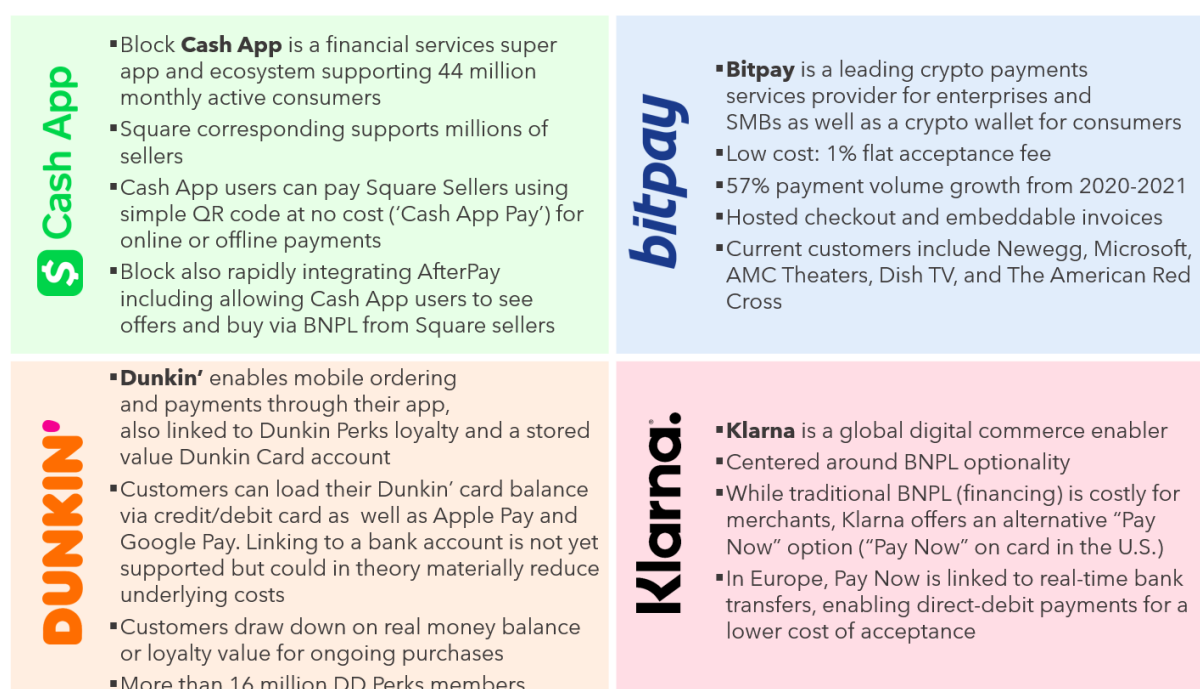 Cash App
▪Block Cash App is a financial services super
app and ecosystem supporting 44 million
monthly active consumers
▪Square corresponding supports millions of
sellers
▪Cash App users can pay Square Sellers using
simple QR code at no cost (‘Cash App Pay’) for
online or offline payments
▪Block also rapidly integrating AfterPay
including allowing Cash App users to see
offers and buy via BNPL from Square sellers
bitpay
▪Bitpay is a leading crypto payments
services provider for enterprises and
SMBs as well as a crypto wallet for consumers
▪Low cost: 1% flat acceptance fee
▪57% payment volume growth from 2020-2021
▪Hosted checkout and embeddable invoices
▪Current customers include Newegg, Microsoft,
AMC Theaters, Dish TV, and The American Red
Cross
DUNKIN’
▪Dunkin’ enables mobile ordering
and payments through their app,
also linked to Dunkin Perks loyalty and a stored
value Dunkin Card account
▪Customers can load their Dunkin’ card balance
via credit/debit card as well as Apple Pay and
Google Pay. Linking to a bank account is not yet
supported but could in theory materially reduce
underlying costs
▪Customers draw down on real money balance
or loyalty value for ongoing purchases
▪More than 16 million DD Perks members
Klarna.
▪Klarna is a global digital commerce enabler
▪Centered around BNPL optionality
▪While traditional BNPL (financing) is costly for
merchants, Klarna offers an alternative “Pay
Now” option (“Pay Now” on card in the U.S.)
▪In Europe, Pay Now is linked to real-time bank
transfers, enabling direct-debit payments for a
lower cost of acceptance